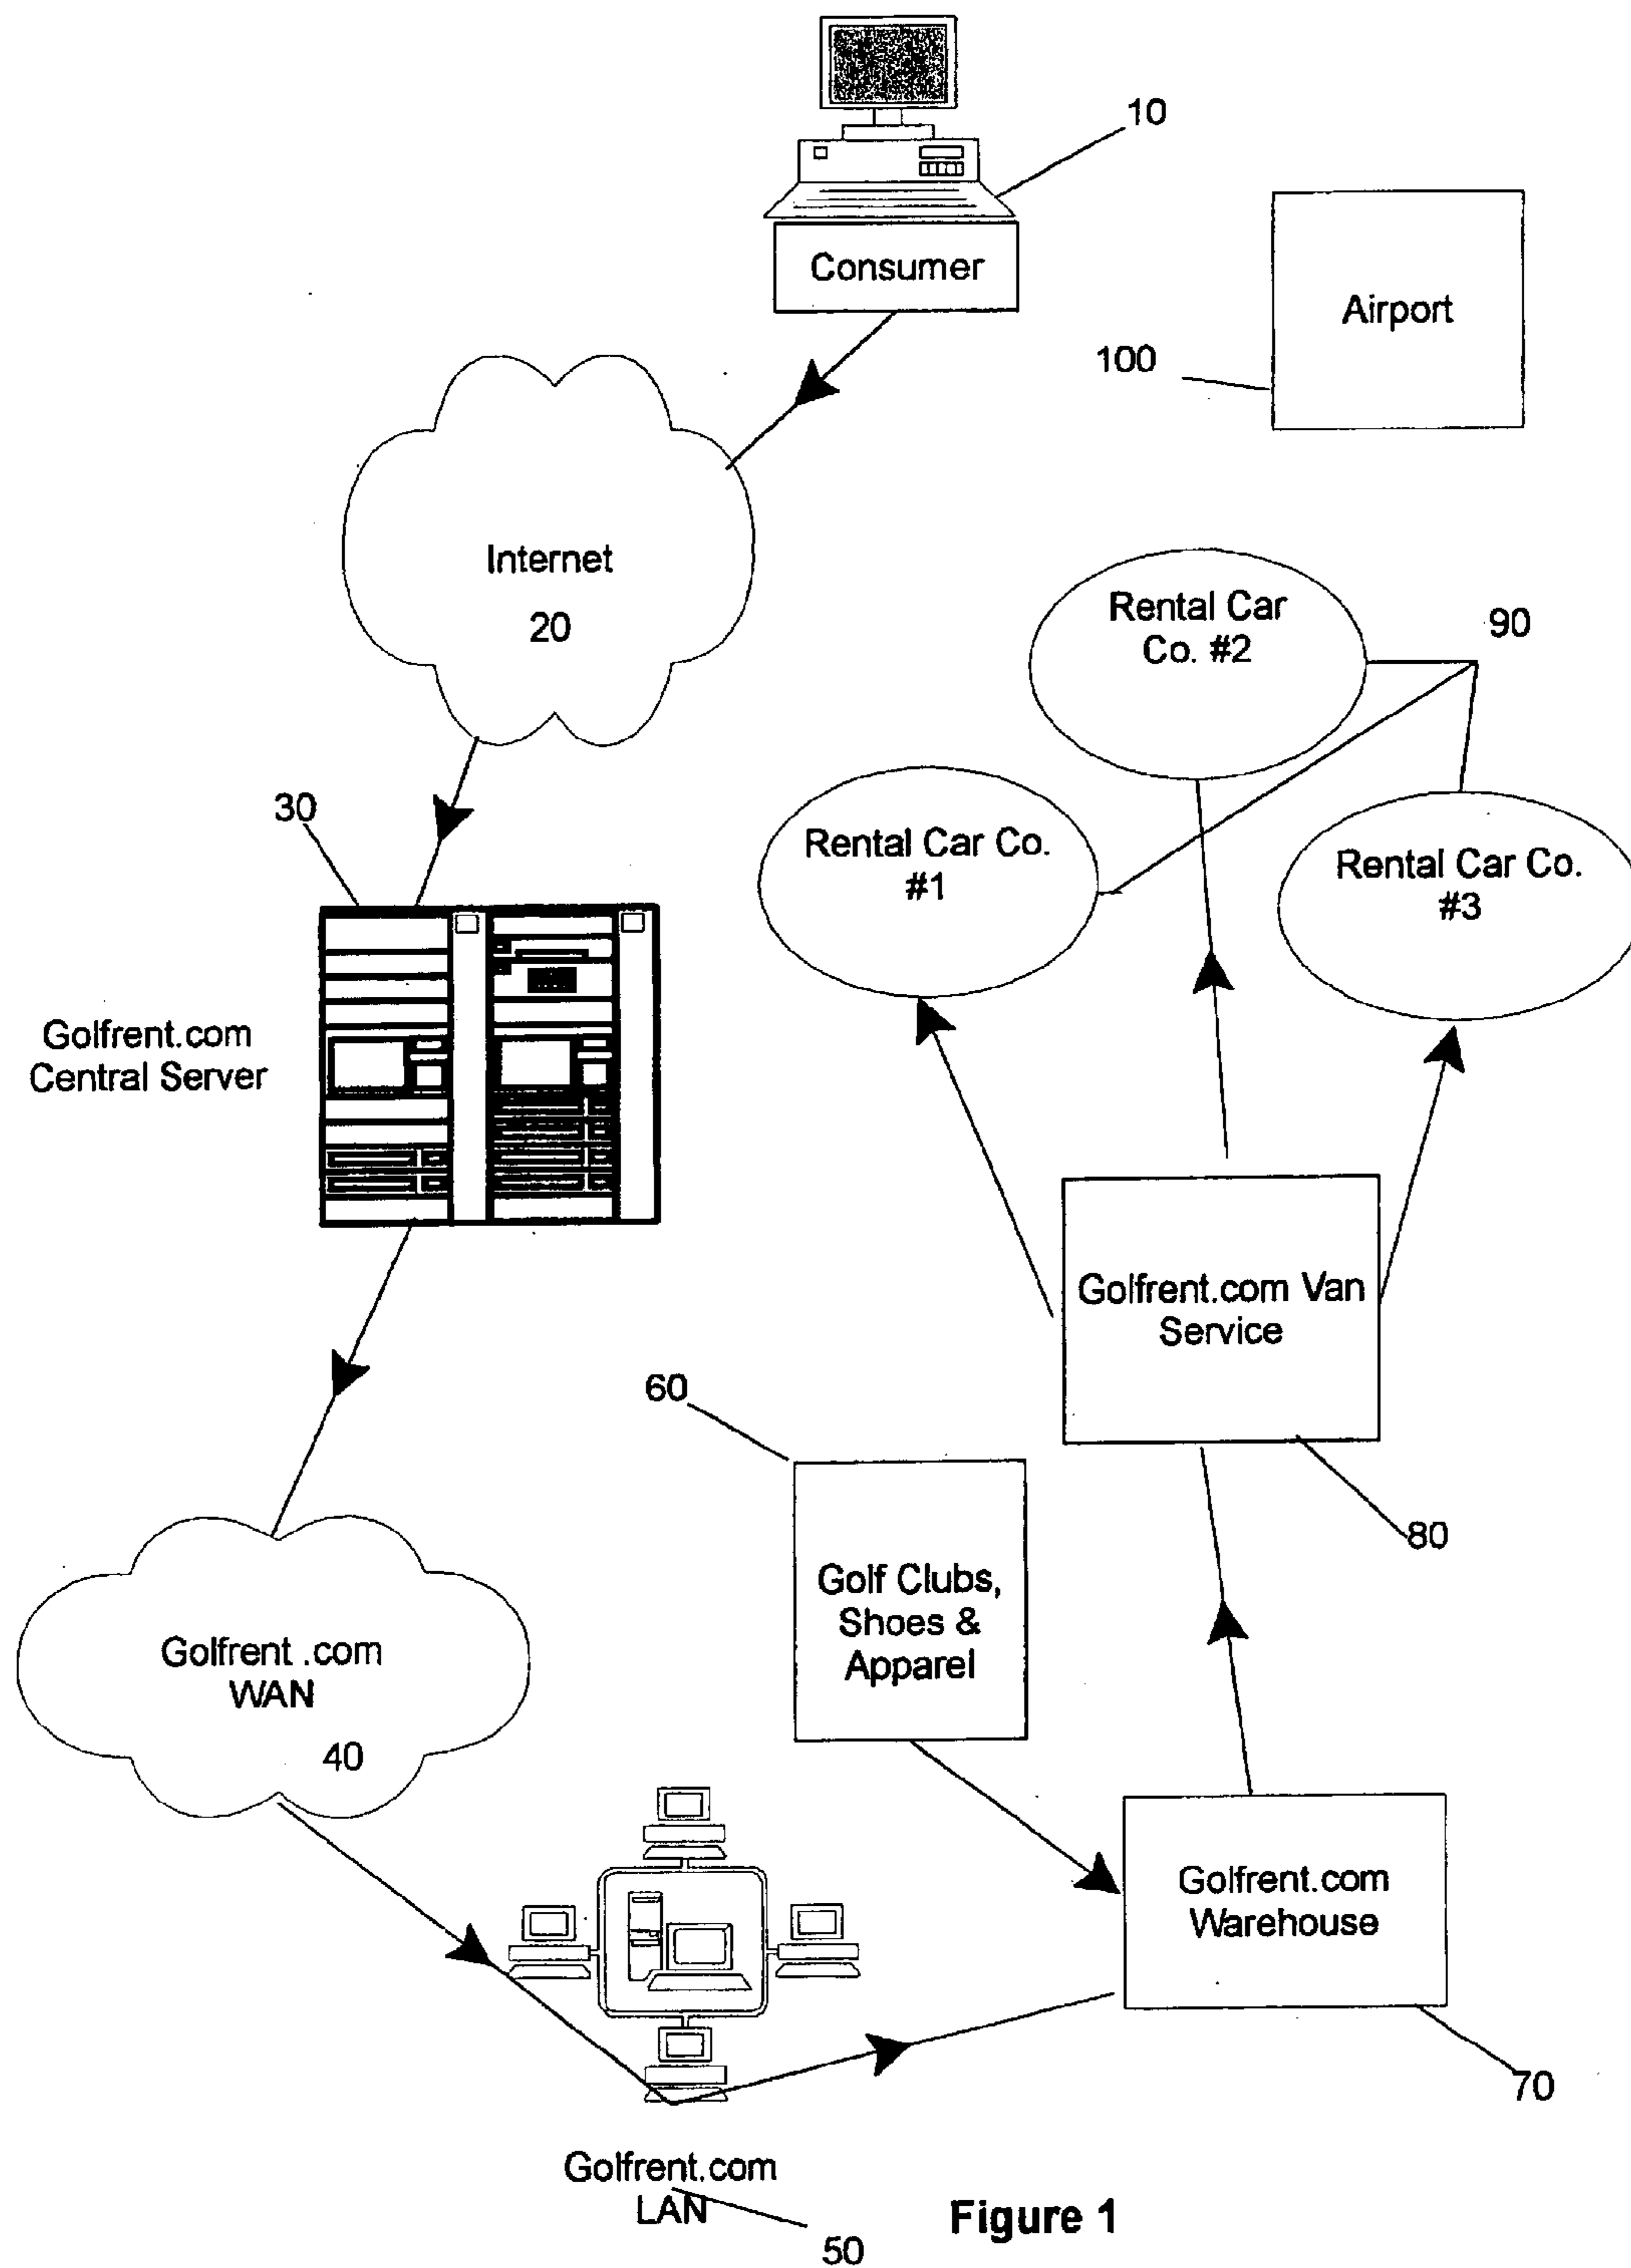 10
Consumer
Airport
100
Internet
20
Rental Car
Co. #2
90
30
Rental Car Co.
#1
Rental Car Co.
#3
Golfrent.com
Central Server
Golfrent.com Van
Service
60
80
Golf Clubs,
Shoes &
Apparel
Golfrent .com
WAN
40
Golfrent.com
Warehouse
70
Golfrent.com
LAN
50
Figure 1